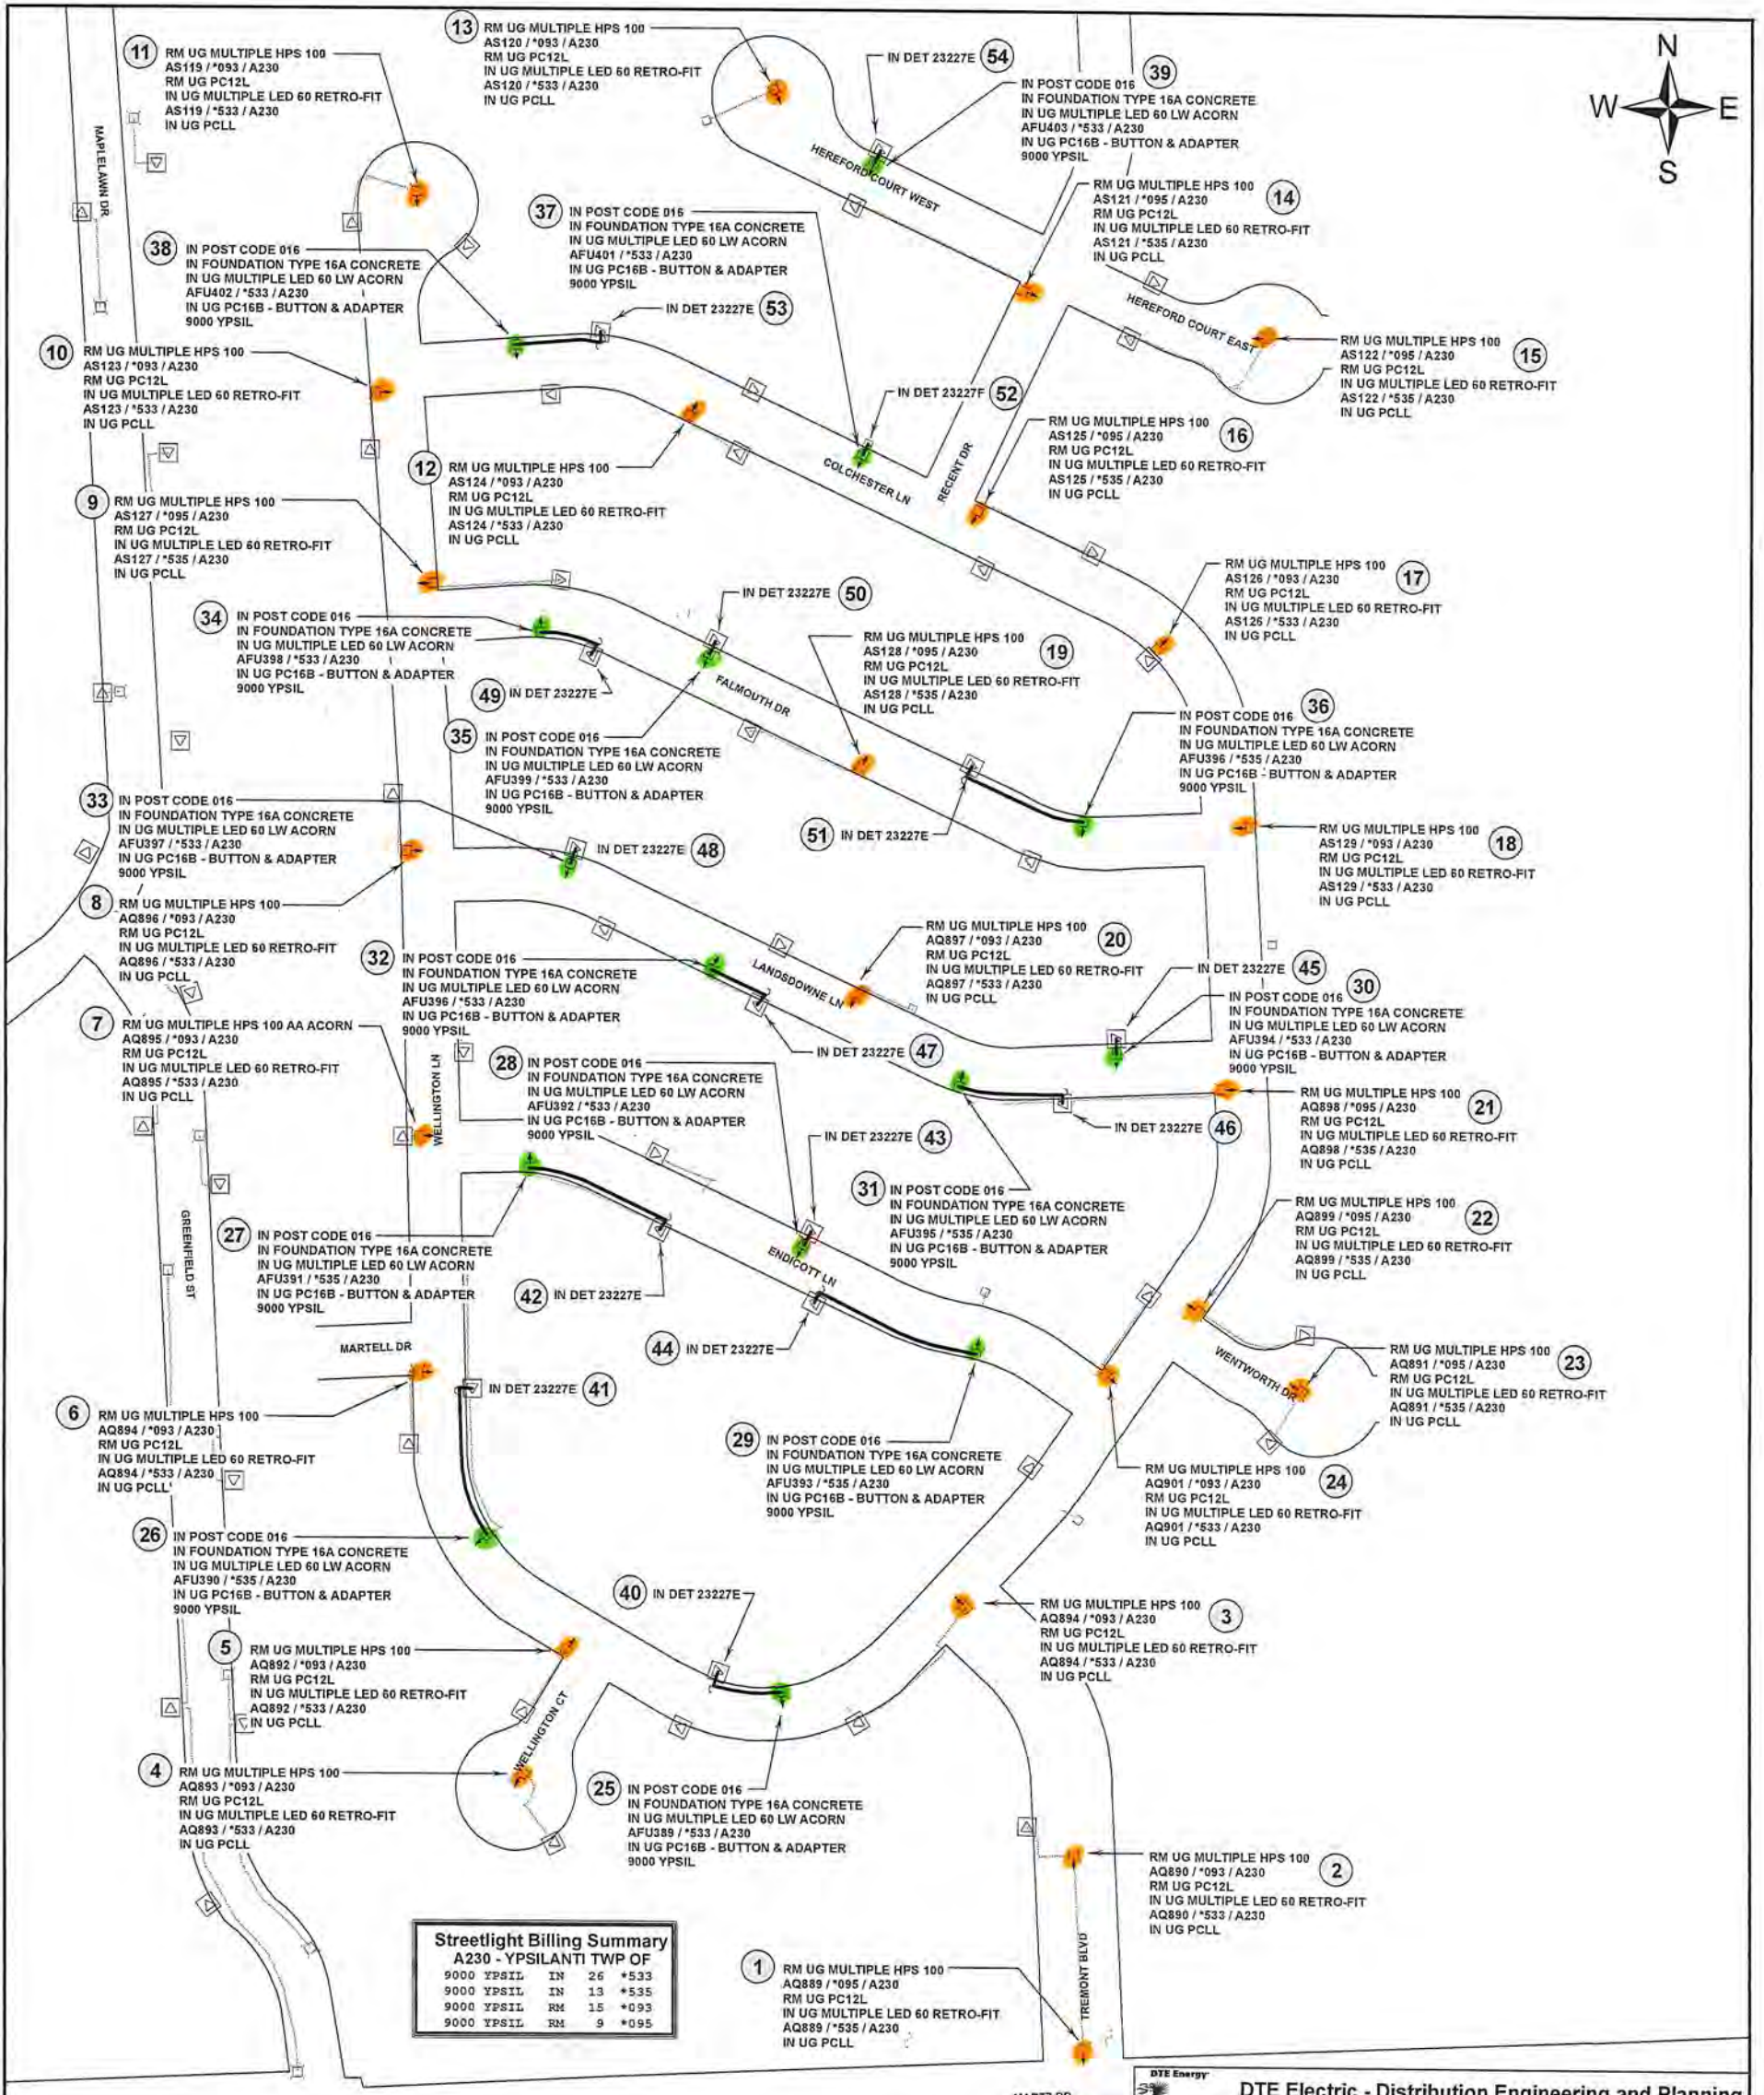 N
W E
S
11
RM UG MULTIPLE HPS 100
AS119 / *093 / A230
RM UG PC12L
IN UG MULTIPLE LED 60 RETRO-FIT
AS119 / *533 / A230
IN UG PCLL
13
RM UG MULTIPLE HPS 100
AS120 / *093 / A230
RM UG PC12L
IN UG MULTIPLE LED 60 RETRO-FIT
AS120 / *533 / A230
IN UG PCLL
IN DET 23227E 54
39
IN POST CODE 016
IN FOUNDATION TYPE 16A CONCRETE
IN UG MULTIPLE LED 60 LW ACORN
AFU403 / *533 / A230
IN UG PC16B - BUTTON & ADAPTER
9000 YPSIL
MAPLELAWN DR
HEREFORD COURT WEST
14
RM UG MULTIPLE HPS 100
AS121 / *095 / A230
RM UG PC12L
IN UG MULTIPLE LED 60 RETRO-FIT
AS121 / *535 / A230
IN UG PCLL
37
IN POST CODE 016
IN FOUNDATION TYPE 16A CONCRETE
IN UG MULTIPLE LED 60 LW ACORN
AFU401 / *533 / A230
IN UG PC16B - BUTTON & ADAPTER
9000 YPSIL
38
IN POST CODE 016
IN FOUNDATION TYPE 16A CONCRETE
IN UG MULTIPLE LED 60 LW ACORN
AFU402 / *533 / A230
IN UG PC16B - BUTTON & ADAPTER
9000 YPSIL
IN DET 23227E 53
HEREFORD COURT EAST
15
RM UG MULTIPLE HPS 100
AS122 / *095 / A230
RM UG PC12L
IN UG MULTIPLE LED 60 RETRO-FIT
AS122 / *535 / A230
IN UG PCLL
10
RM UG MULTIPLE HPS 100
AS123 / *093 / A230
RM UG PC12L
IN UG MULTIPLE LED 60 RETRO-FIT
AS123 / *533 / A230
IN UG PCLL
IN DET 23227F 52
16
RM UG MULTIPLE HPS 100
AS125 / *095 / A230
RM UG PC12L
IN UG MULTIPLE LED 60 RETRO-FIT
AS125 / *535 / A230
IN UG PCLL
12
RM UG MULTIPLE HPS 100
AS124 / *093 / A230
RM UG PC12L
IN UG MULTIPLE LED 60 RETRO-FIT
AS124 / *533 / A230
IN UG PCLL
COLCHESTER LN
RECENT DR
9
RM UG MULTIPLE HPS 100
AS127 / *095 / A230
RM UG PC12L
IN UG MULTIPLE LED 60 RETRO-FIT
AS127 / *535 / A230
IN UG PCLL
17
RM UG MULTIPLE HPS 100
AS126 / *093 / A230
RM UG PC12L
IN UG MULTIPLE LED 60 RETRO-FIT
AS126 / *533 / A230
IN UG PCLL
IN DET 23227E 50
34
IN POST CODE 016
IN FOUNDATION TYPE 16A CONCRETE
IN UG MULTIPLE LED 60 LW ACORN
AFU398 / *533 / A230
IN UG PC16B - BUTTON & ADAPTER
9000 YPSIL
19
RM UG MULTIPLE HPS 100
AS128 / *095 / A230
RM UG PC12L
IN UG MULTIPLE LED 60 RETRO-FIT
AS128 / *535 / A230
IN UG PCLL
49 IN DET 23227E
FALMOUTH DR
36
IN POST CODE 016
IN FOUNDATION TYPE 16A CONCRETE
IN UG MULTIPLE LED 60 LW ACORN
AFU396 / *535 / A230
IN UG PC16B - BUTTON & ADAPTER
9000 YPSIL
35
IN POST CODE 016
IN FOUNDATION TYPE 16A CONCRETE
IN UG MULTIPLE LED 60 LW ACORN
AFU399 / *533 / A230
IN UG PC16B - BUTTON & ADAPTER
9000 YPSIL
33
IN POST CODE 016
IN FOUNDATION TYPE 16A CONCRETE
IN UG MULTIPLE LED 60 LW ACORN
AFU397 / *533 / A230
IN UG PC16B - BUTTON & ADAPTER
9000 YPSIL
51 IN DET 23227E
IN DET 23227E 48
18
RM UG MULTIPLE HPS 100
AS129 / *093 / A230
RM UG PC12L
IN UG MULTIPLE LED 60 RETRO-FIT
AS129 / *533 / A230
IN UG PCLL
8
RM UG MULTIPLE HPS 100
AQ896 / *093 / A230
RM UG PC12L
IN UG MULTIPLE LED 60 RETRO-FIT
AQ896 / *533 / A230
IN UG PCLL
20
RM UG MULTIPLE HPS 100
AQ897 / *093 / A230
RM UG PC12L
IN UG MULTIPLE LED 60 RETRO-FIT
AQ897 / *533 / A230
IN UG PCLL
32
IN POST CODE 016
IN FOUNDATION TYPE 16A CONCRETE
IN UG MULTIPLE LED 60 LW ACORN
AFU396 / *533 / A230
IN UG PC16B - BUTTON & ADAPTER
9000 YPSIL
LANDSDOWNE LN
IN DET 23227E 45
30
IN POST CODE 016
IN FOUNDATION TYPE 16A CONCRETE
IN UG MULTIPLE LED 60 LW ACORN
AFU394 / *533 / A230
IN UG PC16B - BUTTON & ADAPTER
9000 YPSIL
7
RM UG MULTIPLE HPS 100 AA ACORN
AQ895 / *093 / A230
RM UG PC12L
IN UG MULTIPLE LED 60 RETRO-FIT
AQ895 / *533 / A230
IN UG PCLL
IN DET 23227E 47
28
IN POST CODE 016
IN FOUNDATION TYPE 16A CONCRETE
IN UG MULTIPLE LED 60 LW ACORN
AFU392 / *533 / A230
IN UG PC16B - BUTTON & ADAPTER
9000 YPSIL
WELLINGTON LN
21
RM UG MULTIPLE HPS 100
AQ898 / *095 / A230
RM UG PC12L
IN UG MULTIPLE LED 60 RETRO-FIT
AQ898 / *535 / A230
IN UG PCLL
IN DET 23227E 46
IN DET 23227E 43
31
IN POST CODE 016
IN FOUNDATION TYPE 16A CONCRETE
IN UG MULTIPLE LED 60 LW ACORN
AFU395 / *535 / A230
IN UG PC16B - BUTTON & ADAPTER
9000 YPSIL
22
RM UG MULTIPLE HPS 100
AQ899 / *095 / A230
RM UG PC12L
IN UG MULTIPLE LED 60 RETRO-FIT
AQ899 / *535 / A230
IN UG PCLL
GREENFIELD ST
27
IN POST CODE 016
IN FOUNDATION TYPE 16A CONCRETE
IN UG MULTIPLE LED 60 LW ACORN
AFU391 / *535 / A230
IN UG PC16B - BUTTON & ADAPTER
9000 YPSIL
ENDICOTT LN
42 IN DET 23227E
44 IN DET 23227E
MARTELL DR
WENTWORTH DR
23
RM UG MULTIPLE HPS 100
AQ891 / *095 / A230
RM UG PC12L
IN UG MULTIPLE LED 60 RETRO-FIT
AQ891 / *535 / A230
IN UG PCLL
IN DET 23227E 41
6
RM UG MULTIPLE HPS 100
AQ894 / *093 / A230
RM UG PC12L
IN UG MULTIPLE LED 60 RETRO-FIT
AQ894 / *533 / A230
IN UG PCLL
29
IN POST CODE 016
IN FOUNDATION TYPE 16A CONCRETE
IN UG MULTIPLE LED 60 LW ACORN
AFU393 / *535 / A230
IN UG PC16B - BUTTON & ADAPTER
9000 YPSIL
24
RM UG MULTIPLE HPS 100
AQ901 / *093 / A230
RM UG PC12L
IN UG MULTIPLE LED 60 RETRO-FIT
AQ901 / *533 / A230
IN UG PCLL
26
IN POST CODE 016
IN FOUNDATION TYPE 16A CONCRETE
IN UG MULTIPLE LED 60 LW ACORN
AFU390 / *535 / A230
IN UG PC16B - BUTTON & ADAPTER
9000 YPSIL
40 IN DET 23227E
3
RM UG MULTIPLE HPS 100
AQ894 / *093 / A230
RM UG PC12L
IN UG MULTIPLE LED 60 RETRO-FIT
AQ894 / *533 / A230
IN UG PCLL
5
RM UG MULTIPLE HPS 100
AQ892 / *093 / A230
RM UG PC12L
IN UG MULTIPLE LED 60 RETRO-FIT
AQ892 / *533 / A230
IN UG PCLL
WELLINGTON CT
4
RM UG MULTIPLE HPS 100
AQ893 / *093 / A230
RM UG PC12L
IN UG MULTIPLE LED 60 RETRO-FIT
AQ893 / *533 / A230
IN UG PCLL
25
IN POST CODE 016
IN FOUNDATION TYPE 16A CONCRETE
IN UG MULTIPLE LED 60 LW ACORN
AFU389 / *533 / A230
IN UG PC16B - BUTTON & ADAPTER
9000 YPSIL
2
RM UG MULTIPLE HPS 100
AQ890 / *093 / A230
RM UG PC12L
IN UG MULTIPLE LED 60 RETRO-FIT
AQ890 / *533 / A230
IN UG PCLL
Streetlight Billing Summary
A230 - YPSILANTI TWP OF
9000 YPSIL IN 26 *533
9000 YPSIL IN 13 *535
9000 YPSIL RM 15 *093
9000 YPSIL RM 9 *095
1
RM UG MULTIPLE HPS 100
AQ889 / *095 / A230
RM UG PC12L
IN UG MULTIPLE LED 60 RETRO-FIT
AQ889 / *535 / A230
IN UG PCLL
TREMONT BLVD
DTE Energy
DTE Electric - Distribution Engineering and Planning